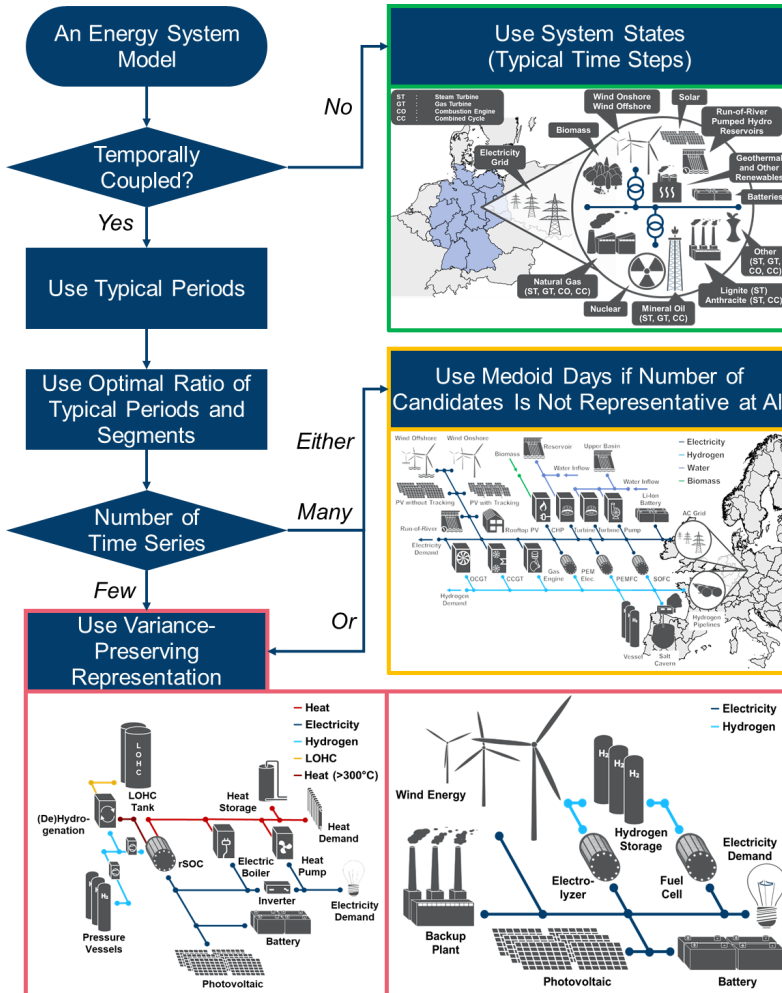 An Energy System
Model
No
Temporally
Coupled?
Yes
Use Typical Periods
Use Optimal Ratio of
Typical Periods and
Segments
Either
Number of
Time Series
Many
Few
Or
Use Variance-
Preserving
Representation
Use System States
(Typical Time Steps)
ST : Steam Turbine
GT : Gas Turbine
CO : Combustion Engine
CC : Combined Cycle
Wind Onshore
Wind Offshore
Solar
Run-of-River
Pumped Hydro
Reservoirs
Biomass
Electricity
Grid
Geothermal
and Other
Renewables
Batteries
Other
(ST, GT,
CO, CC)
Natural Gas
(ST, GT, CO, CC)
Nuclear
Mineral Oil
(ST, GT, CC)
Lignite (ST)
Anthracite
(ST, CC)
Use Medoid Days if Number of
Candidates Is Not Representative at Al
Electricity
Hydrogen
Water
Biomass
Wind Offshore
Wind Onshore
Biomass
Reservoir
Upper Basin
Water Inflow
Water Inflow
PV without Tracking
PV with Tracking
Li-Ion
Battery
AC Grid
Run-of-River
Rooftop PV
CHP
Turbine
Turbine
Pump
Electricity
Demand
OCGT
CCGT
Gas
Engine
PEM
Elec.
PEMFC
SOFC
Hydrogen
Demand
Hydrogen
Pipelines
Vessel
Salt
Cavern
Heat
Electricity
Hydrogen
LOHC
Heat (>300°C)
LOHC
LOHC
Tank
Heat
Storage
Heat
Demand
(De)Hydro-
genation
rSOC
Electric
Boiler
Heat
Pump
Inverter
Electricity
Demand
H₂
Pressure
Vessels
Battery
Photovoltaic
Electricity
Hydrogen
Wind Energy
H₂
H₂
H₂
Hydrogen
Storage
Electricity
Demand
Electro-
lyzer
Fuel
Cell
Backup
Plant
Photovoltaic
Battery